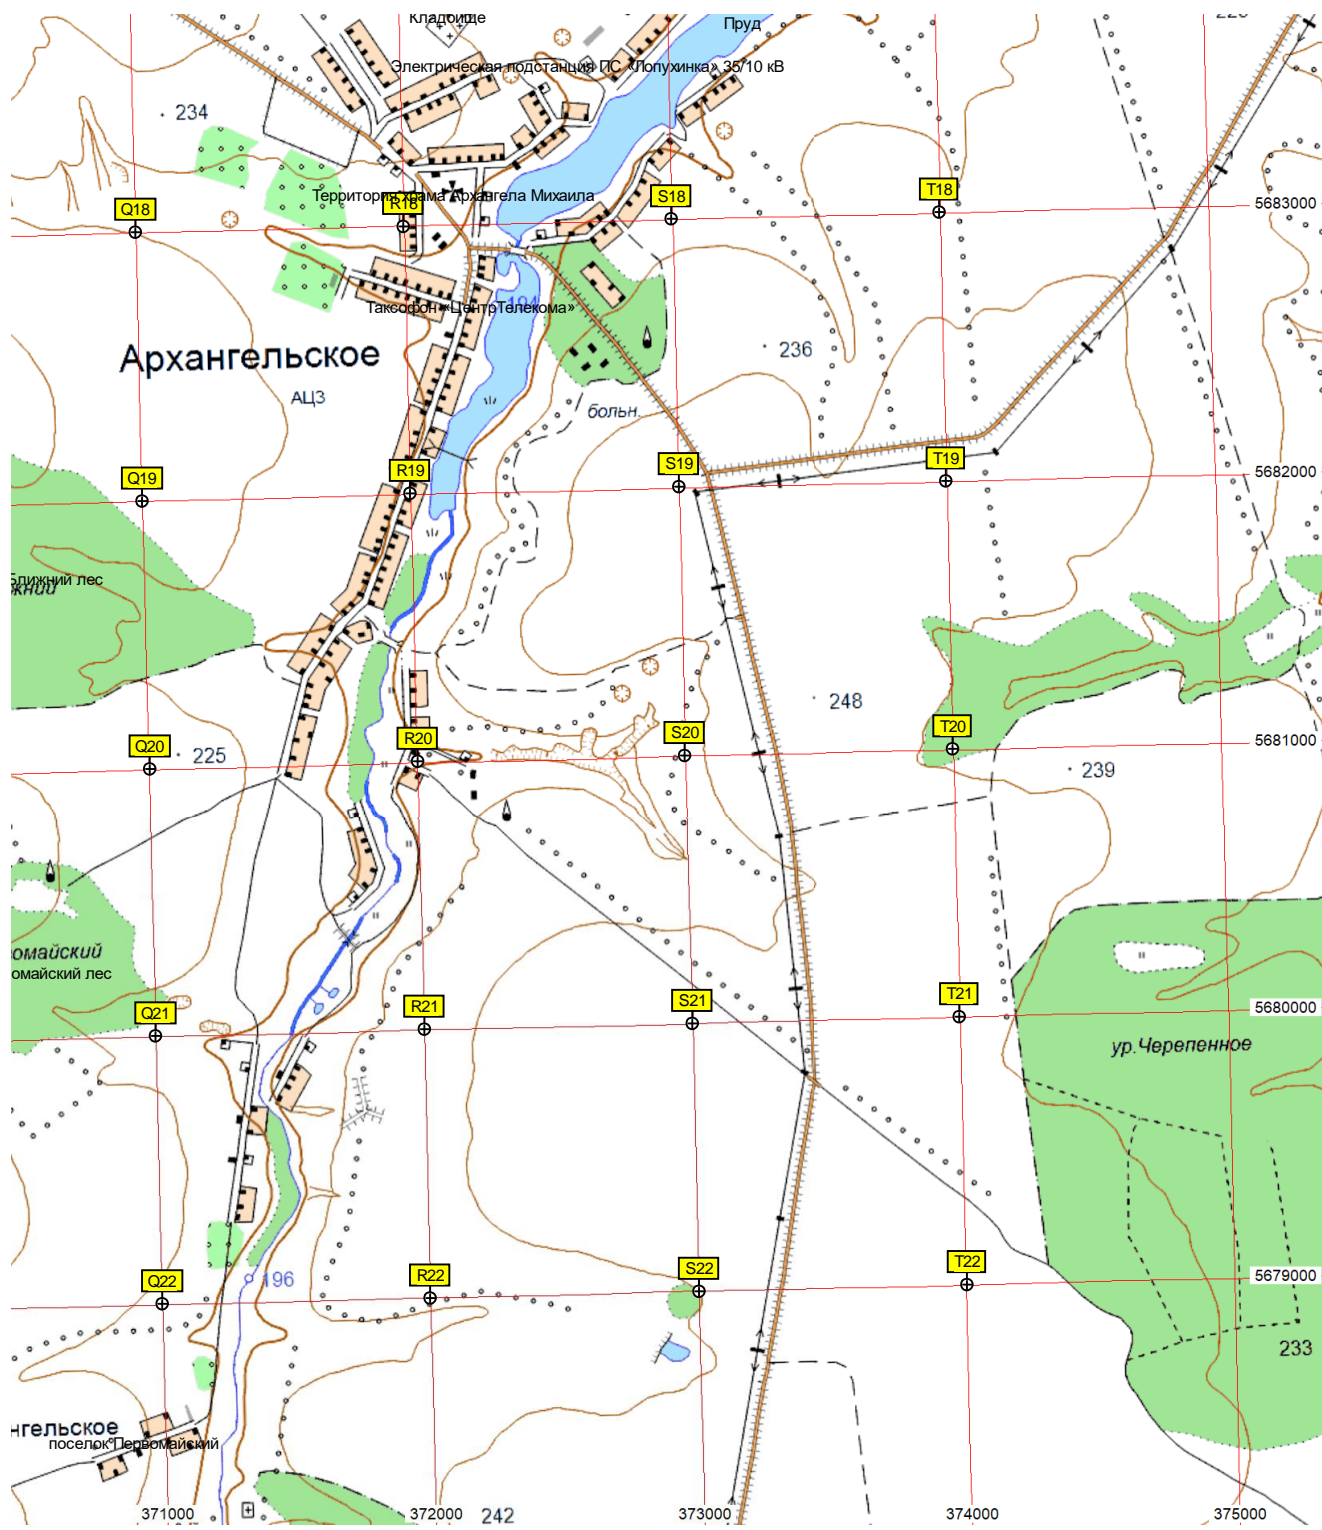 Кладбище
Пруд
Электрическая подстанция ПС «Лопухинка» 35/10 кВ
234
Территория храма Архангела Михаила
Q18
R18
S18
T18
5683000
194
Таксофон «ЦентрТелекома»
Архангельское
236
АЦЗ
больн.
Q19
R19
S19
T19
5682000
Ближний лес
жний
248
Q20
R20
S20
T20
5681000
225
239
омайский
омайский лес
Q21
R21
S21
T21
5680000
ур.Черепенное
Q22
R22
S22
T22
5679000
196
233
нгельское
поселок Первомайский
371000
372000
373000
374000
375000
242